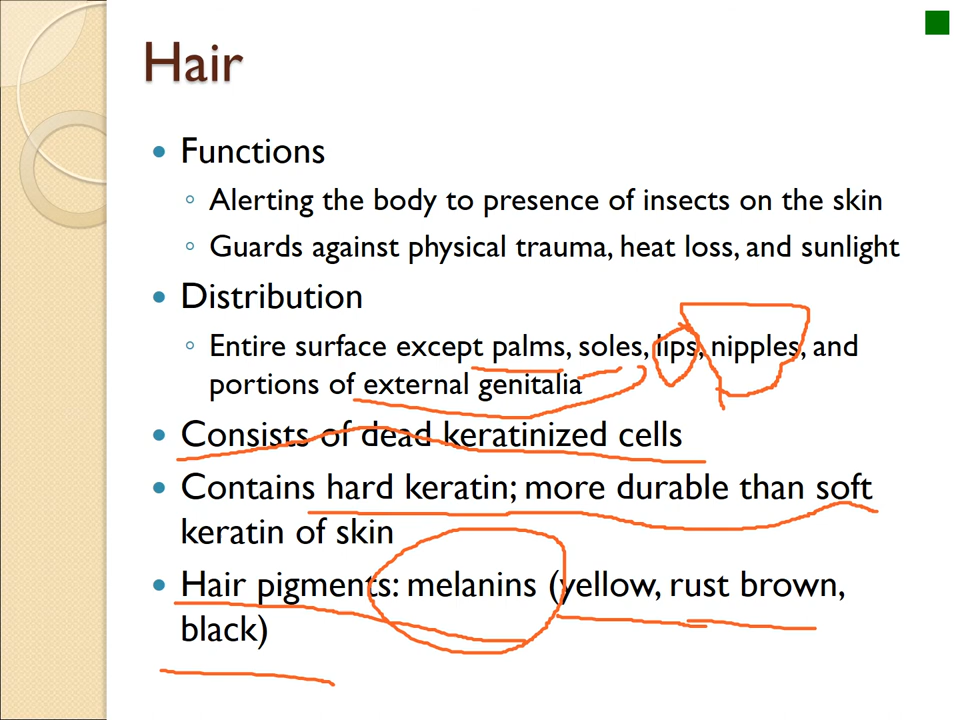 Hair
• Functions
◦ Alerting the body to presence of insects on the skin
◦ Guards against physical trauma, heat loss, and sunlight
• Distribution
◦ Entire surface except palms, soles, lips, nipples, and
portions of external genitalia
• Consists of dead keratinized cells
• Contains hard keratin; more durable than soft
keratin of skin
• Hair pigments: melanins (yellow, rust brown,
black)